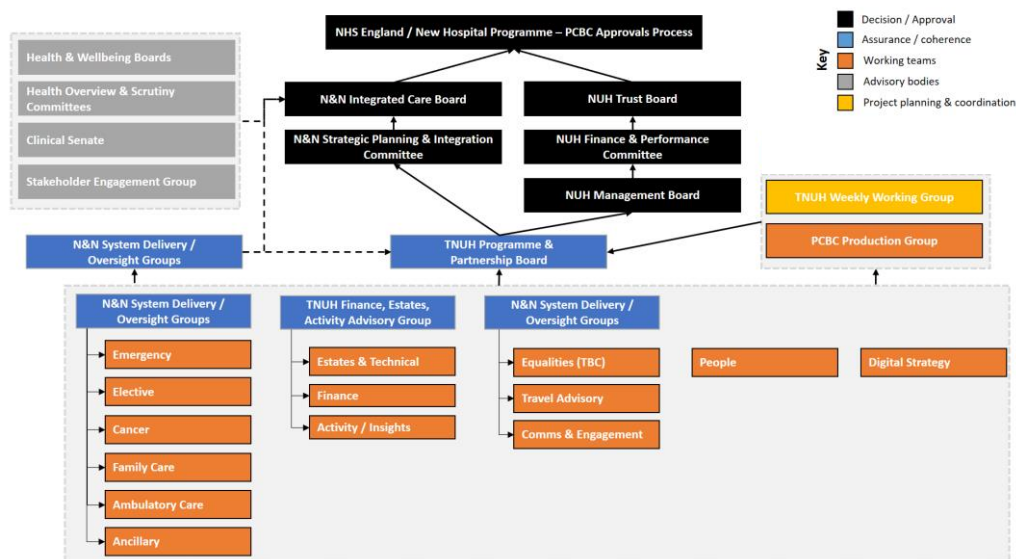 NHS England / New Hospital Programme – PCBC Approvals Process
Key
Decision / Approval
Assurance / coherence
Working teams
Advisory bodies
Project planning & coordination
Health & Wellbeing Boards
Health Overview & Scrutiny
Committees
Clinical Senate
Stakeholder Engagement Group
N&N Integrated Care Board
NUH Trust Board
N&N Strategic Planning & Integration
Committee
NUH Finance & Performance
Committee
NUH Management Board
TNUH Weekly Working Group
PCBC Production Group
N&N System Delivery /
Oversight Groups
TNUH Programme &
Partnership Board
N&N System Delivery /
Oversight Groups
Emergency
Elective
Cancer
Family Care
Ambulatory Care
Ancillary
TNUH Finance, Estates,
Activity Advisory Group
Estates & Technical
Finance
Activity / Insights
N&N System Delivery /
Oversight Groups
Equalities (TBC)
Travel Advisory
Comms & Engagement
People
Digital Strategy